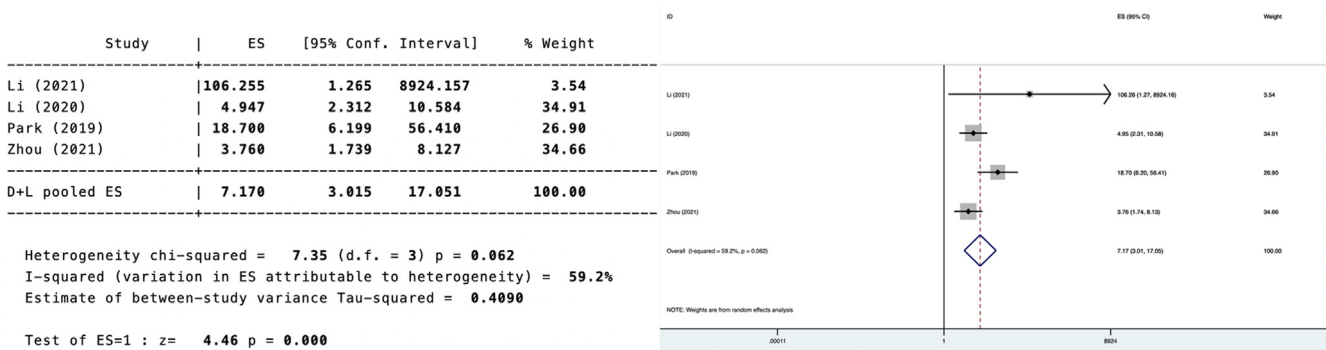 Study | ES [95% Conf. Interval] % Weight
Li (2021) |106.255 1.265 8924.157 3.54
Li (2020) | 4.947 2.312 10.584 34.91
Park (2019) | 18.700 6.199 56.410 26.90
Zhou (2021) | 3.760 1.739 8.127 34.66
D+L pooled ES | 7.170 3.015 17.051 100.00
Heterogeneity chi-squared = 7.35 (d.f. = 3) p = 0.062
I-squared (variation in ES attributable to heterogeneity) = 59.2%
Estimate of between-study variance Tau-squared = 0.4090
Test of ES=1 : z= 4.46 p = 0.000
ID ES (95% CI) Weight
Li (2021) 106.26 (1.27, 8924.16) 3.54
Li (2020) 4.95 (2.31, 10.58) 34.91
Park (2019) 18.70 (6.20, 56.41) 26.90
Zhou (2021) 3.76 (1.74, 8.13) 34.66
Overall (I-squared = 59.2%, p = 0.062) 7.17 (3.01, 17.05) 100.00
NOTE: Weights are from random effects analysis
.00011 1 8924